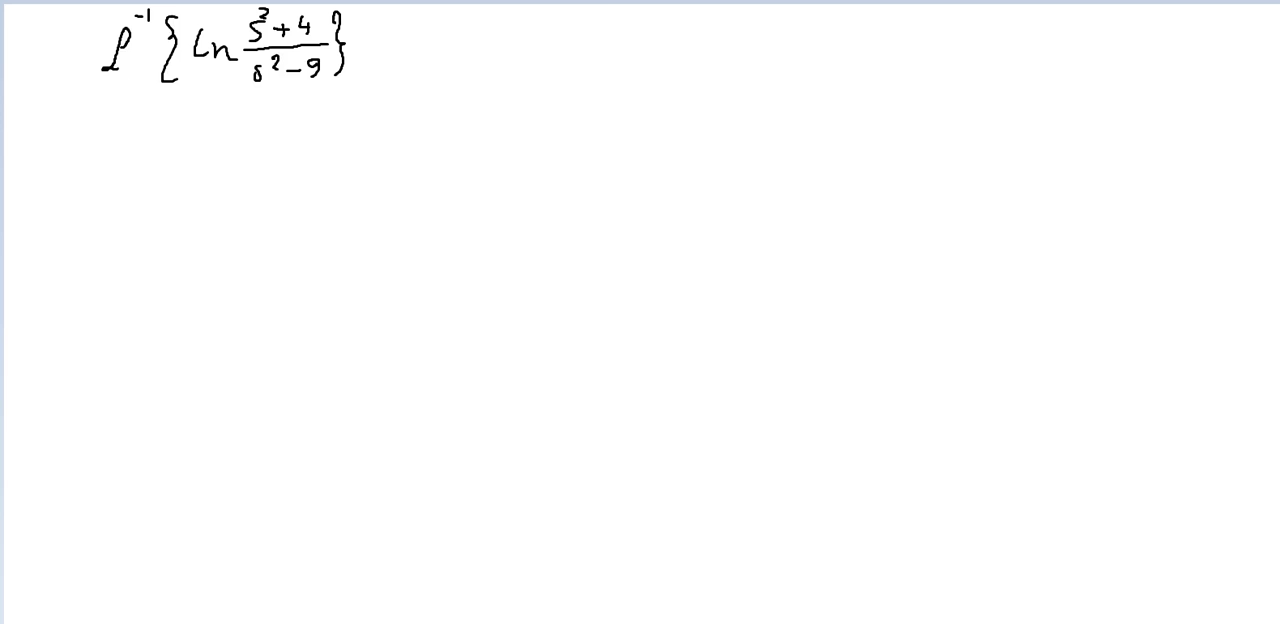 ℒ⁻¹ { Ln (s² + 4)/(s² − 9) }